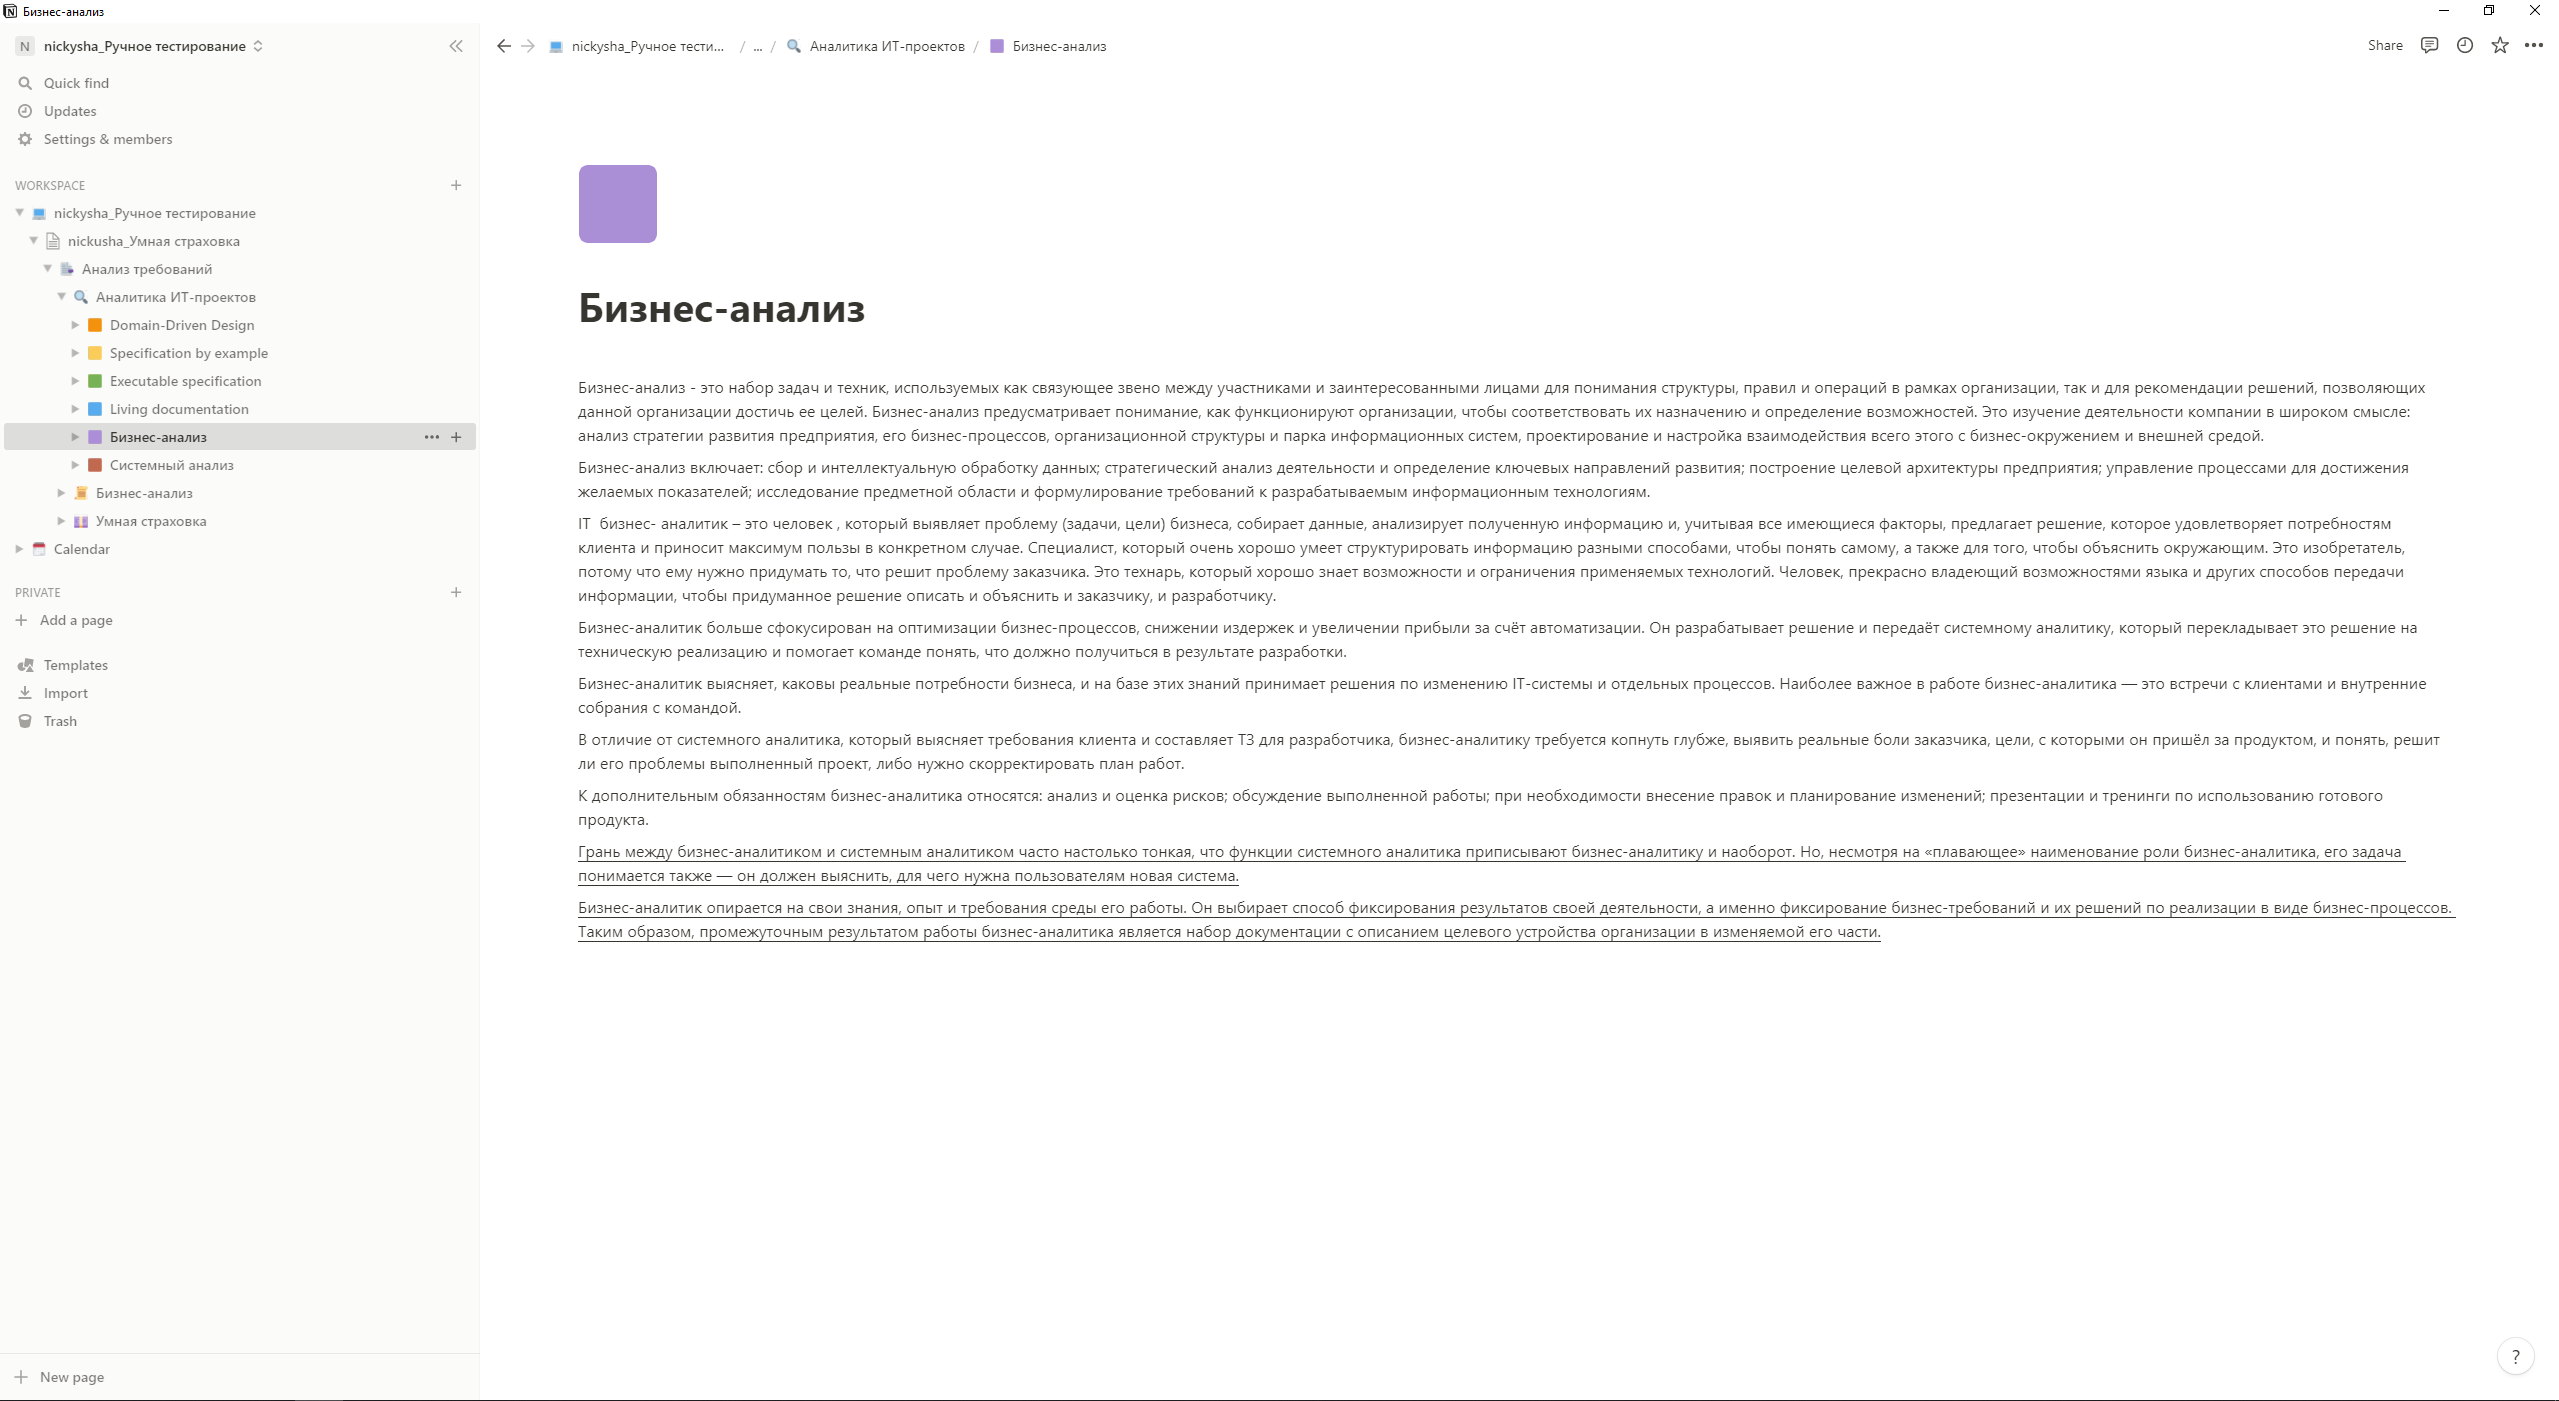 Бизнес-анализ
N nickysha_Ручное тестирование
Quick find
Updates
Settings & members
WORKSPACE
nickysha_Ручное тестирование
nickusha_Умная страховка
Анализ требований
Аналитика ИТ-проектов
Domain-Driven Design
Specification by example
Executable specification
Living documentation
Бизнес-анализ
Системный анализ
Бизнес-анализ
Умная страховка
Calendar
PRIVATE
Add a page
Templates
Import
Trash
New page
nickysha_Ручное тести... / ... / Аналитика ИТ-проектов / Бизнес-анализ
Share
Бизнес-анализ
Бизнес-анализ - это набор задач и техник, используемых как связующее звено между участниками и заинтересованными лицами для понимания структуры, правил и операций в рамках организации, так и для рекомендации решений, позволяющих
данной организации достичь ее целей. Бизнес-анализ предусматривает понимание, как функционируют организации, чтобы соответствовать их назначению и определение возможностей. Это изучение деятельности компании в широком смысле:
анализ стратегии развития предприятия, его бизнес-процессов, организационной структуры и парка информационных систем, проектирование и настройка взаимодействия всего этого с бизнес-окружением и внешней средой.
Бизнес-анализ включает: сбор и интеллектуальную обработку данных; стратегический анализ деятельности и определение ключевых направлений развития; построение целевой архитектуры предприятия; управление процессами для достижения
желаемых показателей; исследование предметной области и формулирование требований к разрабатываемым информационным технологиям.
IT  бизнес- аналитик – это человек , который выявляет проблему (задачи, цели) бизнеса, собирает данные, анализирует полученную информацию и, учитывая все имеющиеся факторы, предлагает решение, которое удовлетворяет потребностям
клиента и приносит максимум пользы в конкретном случае. Специалист, который очень хорошо умеет структурировать информацию разными способами, чтобы понять самому, а также для того, чтобы объяснить окружающим. Это изобретатель,
потому что ему нужно придумать то, что решит проблему заказчика. Это технарь, который хорошо знает возможности и ограничения применяемых технологий. Человек, прекрасно владеющий возможностями языка и других способов передачи
информации, чтобы придуманное решение описать и объяснить и заказчику, и разработчику.
Бизнес-аналитик больше сфокусирован на оптимизации бизнес-процессов, снижении издержек и увеличении прибыли за счёт автоматизации. Он разрабатывает решение и передаёт системному аналитику, который перекладывает это решение на
техническую реализацию и помогает команде понять, что должно получиться в результате разработки.
Бизнес-аналитик выясняет, каковы реальные потребности бизнеса, и на базе этих знаний принимает решения по изменению IT-системы и отдельных процессов. Наиболее важное в работе бизнес-аналитика — это встречи с клиентами и внутренние
собрания с командой.
В отличие от системного аналитика, который выясняет требования клиента и составляет ТЗ для разработчика, бизнес-аналитику требуется копнуть глубже, выявить реальные боли заказчика, цели, с которыми он пришёл за продуктом, и понять, решит
ли его проблемы выполненный проект, либо нужно скорректировать план работ.
К дополнительным обязанностям бизнес-аналитика относятся: анализ и оценка рисков; обсуждение выполненной работы; при необходимости внесение правок и планирование изменений; презентации и тренинги по использованию готового
продукта.
Грань между бизнес-аналитиком и системным аналитиком часто настолько тонкая, что функции системного аналитика приписывают бизнес-аналитику и наоборот. Но, несмотря на «плавающее» наименование роли бизнес-аналитика, его задача
понимается также — он должен выяснить, для чего нужна пользователям новая система.
Бизнес-аналитик опирается на свои знания, опыт и требования среды его работы. Он выбирает способ фиксирования результатов своей деятельности, а именно фиксирование бизнес-требований и их решений по реализации в виде бизнес-процессов.
Таким образом, промежуточным результатом работы бизнес-аналитика является набор документации с описанием целевого устройства организации в изменяемой его части.
?